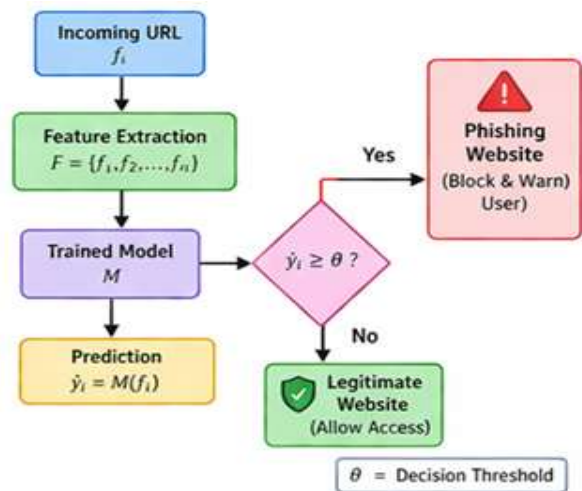 Incoming URL
fᵢ
Feature Extraction
F = {f₁,f₂,...,fₙ}
Trained Model
M
Prediction
ŷᵢ = M(fᵢ)
ŷᵢ ≥ θ ?
Yes
Phishing
Website
(Block & Warn)
User)
No
Legitimate
Website
(Allow Access)
θ = Decision Threshold